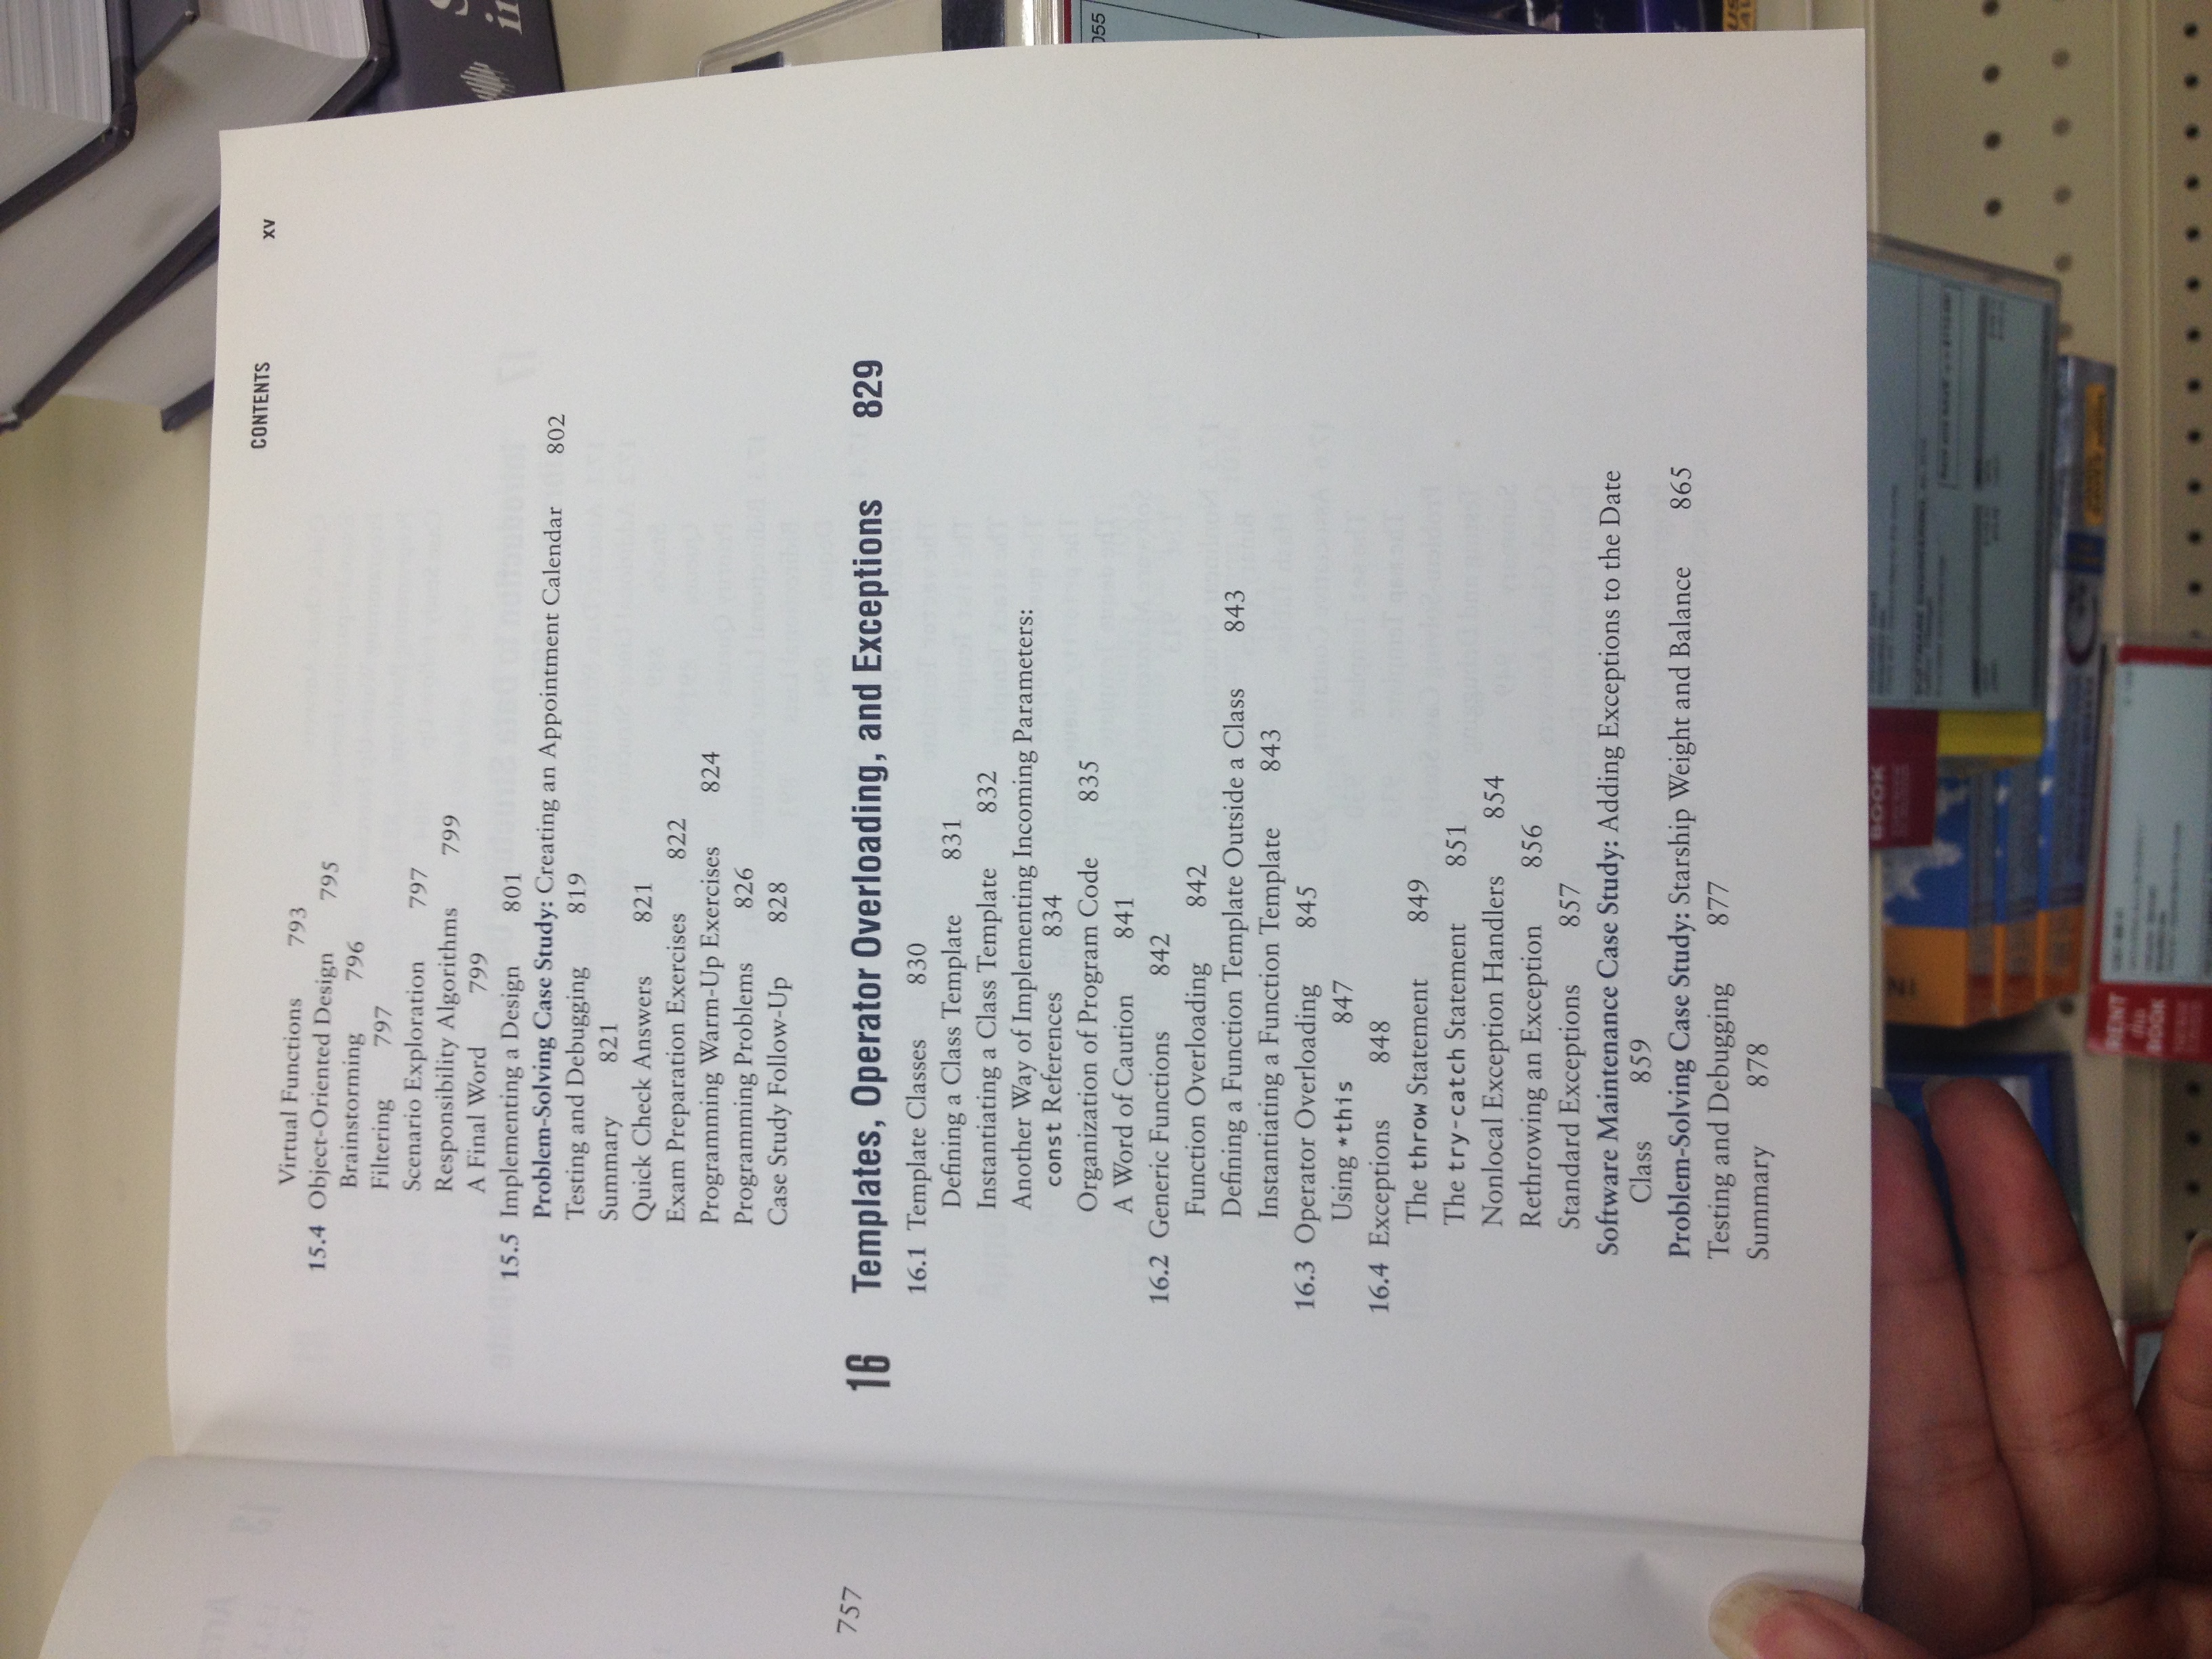 CONTENTS xv
Virtual Functions 793
15.4 Object-Oriented Design 795
Brainstorming 796
Filtering 797
Scenario Exploration 797
Responsibility Algorithms 799
A Final Word 799
15.5 Implementing a Design 801
Problem-Solving Case Study: Creating an Appointment Calendar 802
Testing and Debugging 819
Summary 821
Quick Check Answers 821
Exam Preparation Exercises 822
Programming Warm-Up Exercises 824
Programming Problems 826
Case Study Follow-Up 828
757
16 Templates, Operator Overloading, and Exceptions 829
16.1 Template Classes 830
Defining a Class Template 831
Instantiating a Class Template 832
Another Way of Implementing Incoming Parameters:
const References 834
Organization of Program Code 835
A Word of Caution 841
16.2 Generic Functions 842
Function Overloading 842
Defining a Function Template Outside a Class 843
Instantiating a Function Template 843
16.3 Operator Overloading 845
Using *this 847
16.4 Exceptions 848
The throw Statement 849
The try-catch Statement 851
Nonlocal Exception Handlers 854
Rethrowing an Exception 856
Standard Exceptions 857
Software Maintenance Case Study: Adding Exceptions to the Date
Class 859
Problem-Solving Case Study: Starship Weight and Balance 865
Testing and Debugging 877
Summary 878
BOOK
SOFTWARE ENGINEERING
RENT
this
BOOK